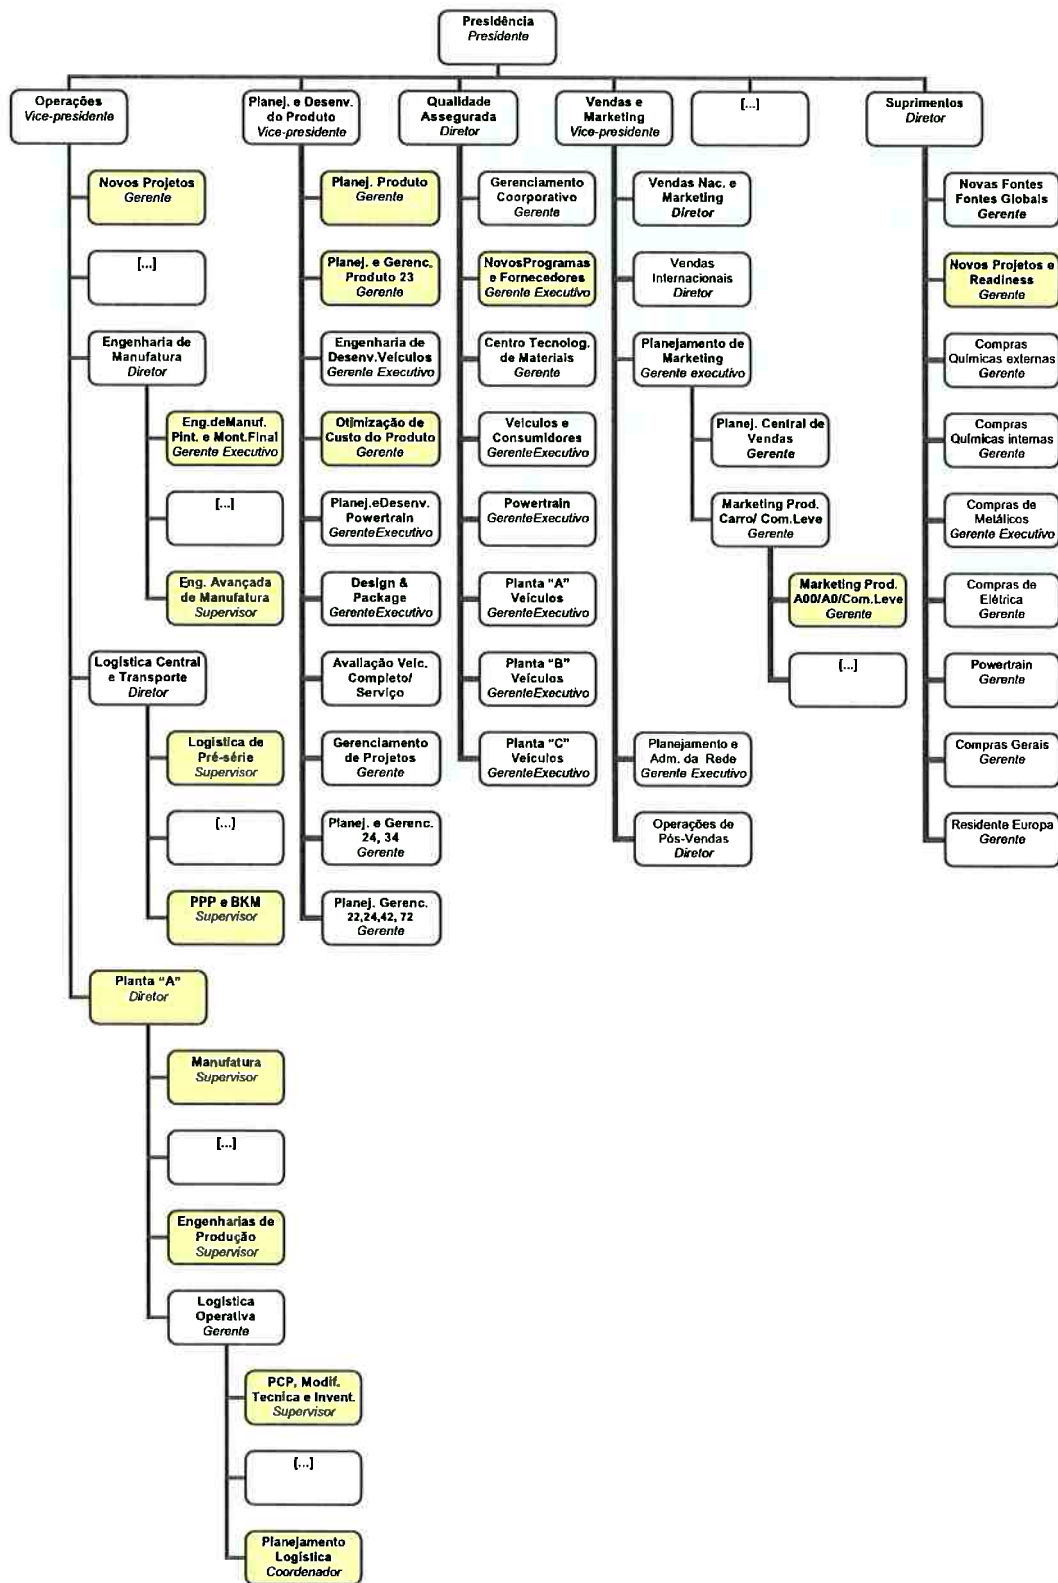 Presidência
Presidente
Operações
Vice-presidente
Planej. e Desenv.
do Produto
Vice-presidente
Qualidade
Assegurada
Diretor
Vendas e
Marketing
Vice-presidente
[...]
Suprimentos
Diretor
Novos Projetos
Gerente
[...]
Engenharia de
Manufatura
Diretor
Eng.deManuf.
Pint. e Mont.Final
Gerente Executivo
[...]
Eng. Avançada
de Manufatura
Supervisor
Logística Central
e Transporte
Diretor
Logística de
Pré-série
Supervisor
[...]
PPP e BKM
Supervisor
Planta "A"
Diretor
Manufatura
Supervisor
[...]
Engenharias de
Produção
Supervisor
Logística
Operativa
Gerente
PCP, Modif.
Tecnica e Invent.
Supervisor
[...]
Planejamento
Logística
Coordenador
Planej. Produto
Gerente
Planej. e Gerenc.
Produto 23
Gerente
Engenharia de
Desenv.Veículos
Gerente Executivo
Otimização de
Custo do Produto
Gerente
Planej.eDesenv.
Powertrain
GerenteExecutivo
Design &
Package
GerenteExecutivo
Avaliação Veíc.
Completo/
Serviço
Gerenciamento
de Projetos
Gerente
Planej. e Gerenc.
24, 34
Gerente
Planej. Gerenc.
22,24,42, 72
Gerente
Gerenciamento
Coorporativo
Gerente
NovosProgramas
e Fornecedores
Gerente Executivo
Centro Tecnolog.
de Materiais
Gerente
Veículos e
Consumidores
GerenteExecutivo
Powertrain
GerenteExecutivo
Planta "A"
Veículos
GerenteExecutivo
Planta "B"
Veículos
GerenteExecutivo
Planta "C"
Veículos
GerenteExecutivo
Vendas Nac. e
Marketing
Diretor
Vendas
Internacionais
Diretor
Planejamento de
Marketing
Gerente executivo
Planej. Central de
Vendas
Gerente
Marketing Prod.
Carro/ Com.Leve
Gerente
Marketing Prod.
A00/A0/Com.Leve
Gerente
[...]
Planejamento e
Adm. da Rede
Gerente Executivo
Operações de
Pós-Vendas
Diretor
Novas Fontes
Fontes Globais
Gerente
Novos Projetos e
Readiness
Gerente
Compras
Químicas externas
Gerente
Compras
Químicas internas
Gerente
Compras de
Metálicos
Gerente Executivo
Compras de
Elétrica
Gerente
Powertrain
Gerente
Compras Gerais
Gerente
Residente Europa
Gerente